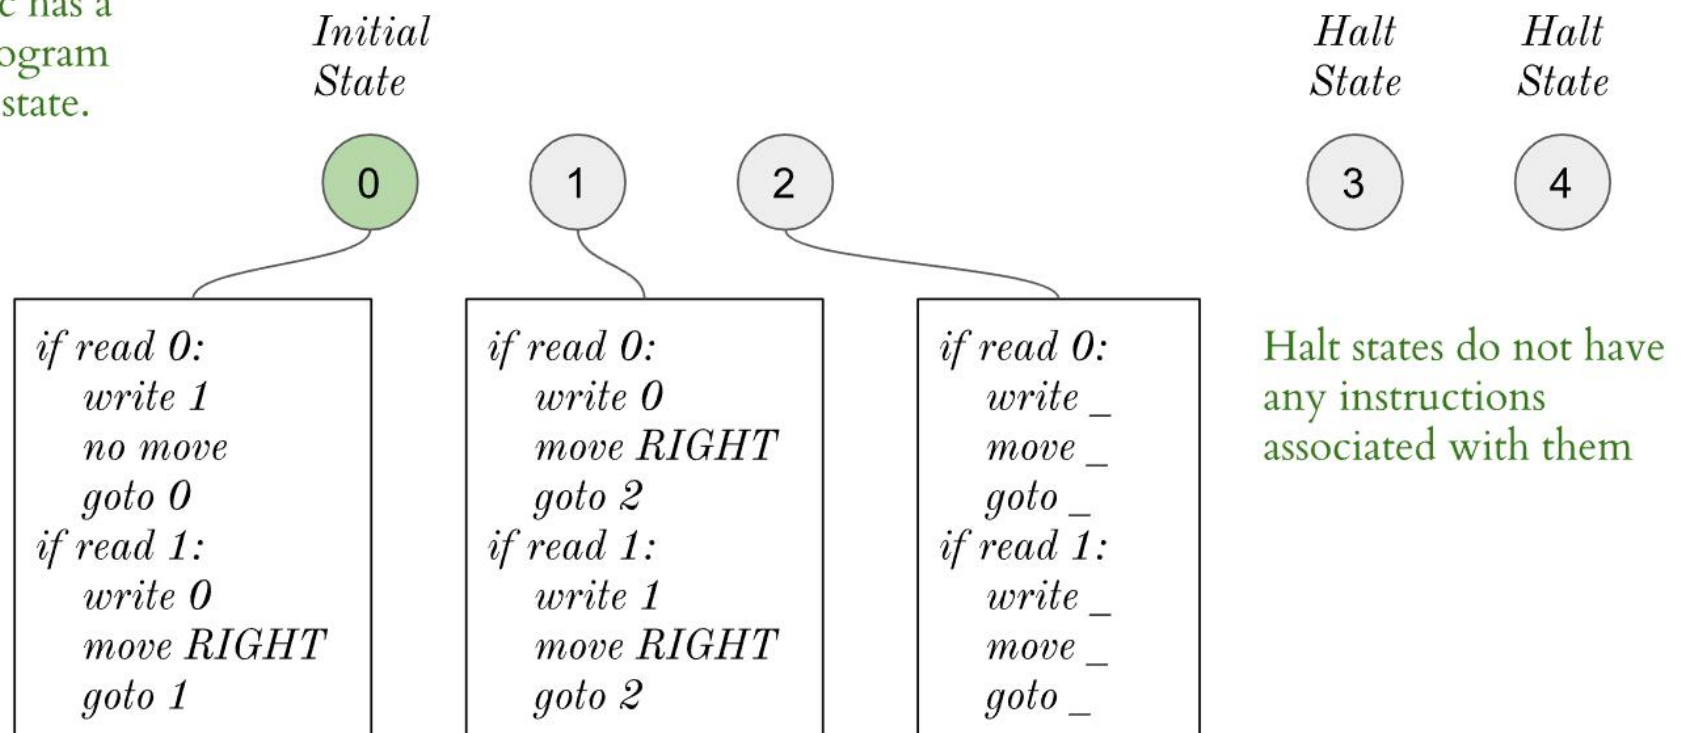 c has a
ogram
state.
Initial
State
Halt
State
Halt
State
0
1
2
3
4
if read 0:
write 1
no move
goto 0
if read 1:
write 0
move RIGHT
goto 1
if read 0:
write 0
move RIGHT
goto 2
if read 1:
write 1
move RIGHT
goto 2
if read 0:
write _
move _
goto _
if read 1:
write _
move _
goto _
Halt states do not have
any instructions
associated with them